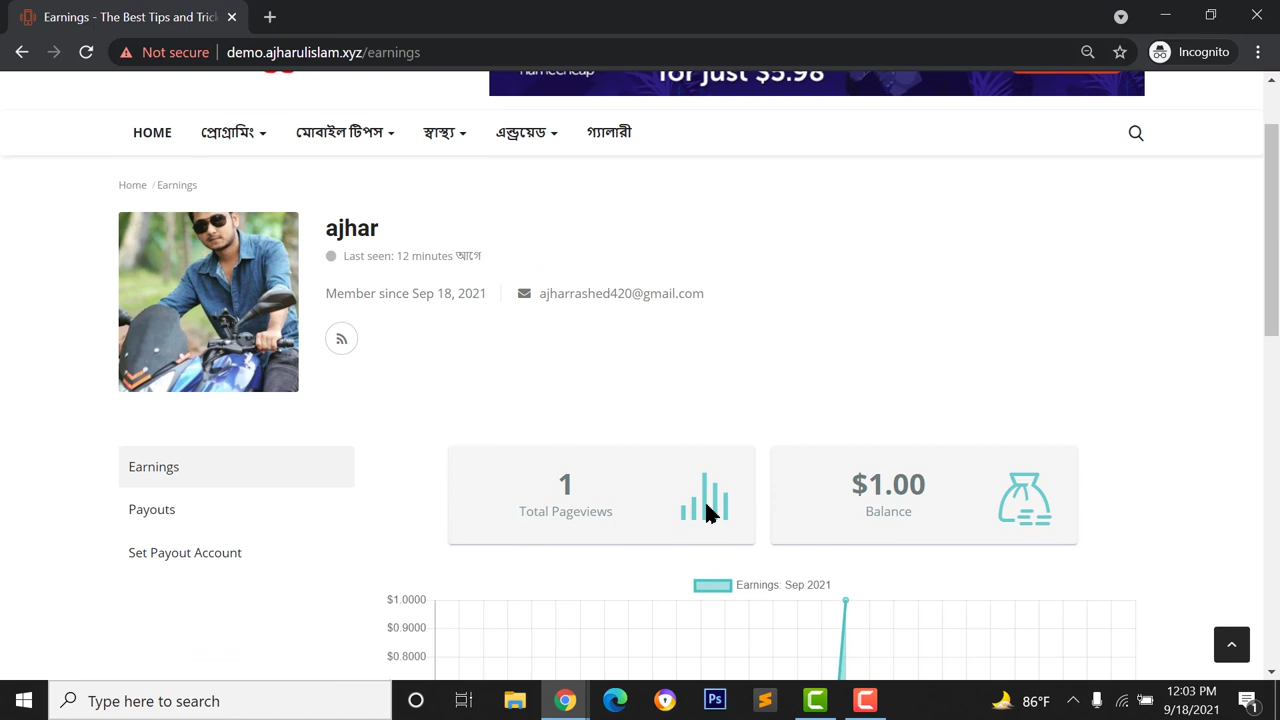 Earnings - The Best Tips and Tric
Not secure
demo.ajharulislam.xyz/earnings
Incognito
for just $5.98
HOME
প্রোগ্রামিং
মোবাইল টিপস
স্বাস্থ্য
এন্ড্রয়েড
গ্যালারী
Home / Earnings
ajhar
Last seen: 12 minutes আগে
Member since Sep 18, 2021
ajharrashed420@gmail.com
Earnings
Payouts
Set Payout Account
1
Total Pageviews
$1.00
Balance
Earnings: Sep 2021
$1.0000
$0.9000
$0.8000
Type here to search
Ps
86°F
12:03 PM
9/18/2021
1